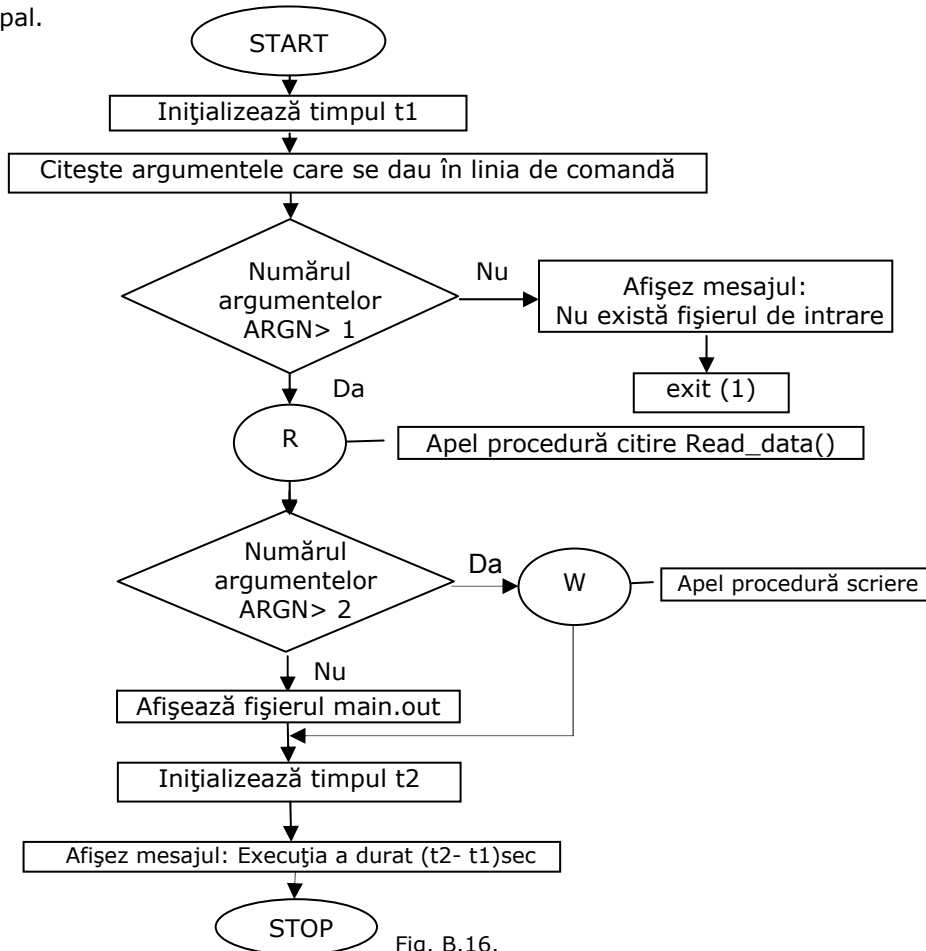 pal.
START
Iniţializează timpul t1
Citeşte argumentele care se dau în linia de comandă
Numărul
argumentelor
ARGN> 1
Nu
Afişez mesajul:
Nu există fişierul de intrare
exit (1)
Da
R
Apel procedură citire Read_data()
Numărul
argumentelor
ARGN> 2
Da
W
Apel procedură scriere
Nu
Afişează fişierul main.out
Iniţializează timpul t2
Afişez mesajul: Execuţia a durat (t2- t1)sec
STOP
Fig. B.16.